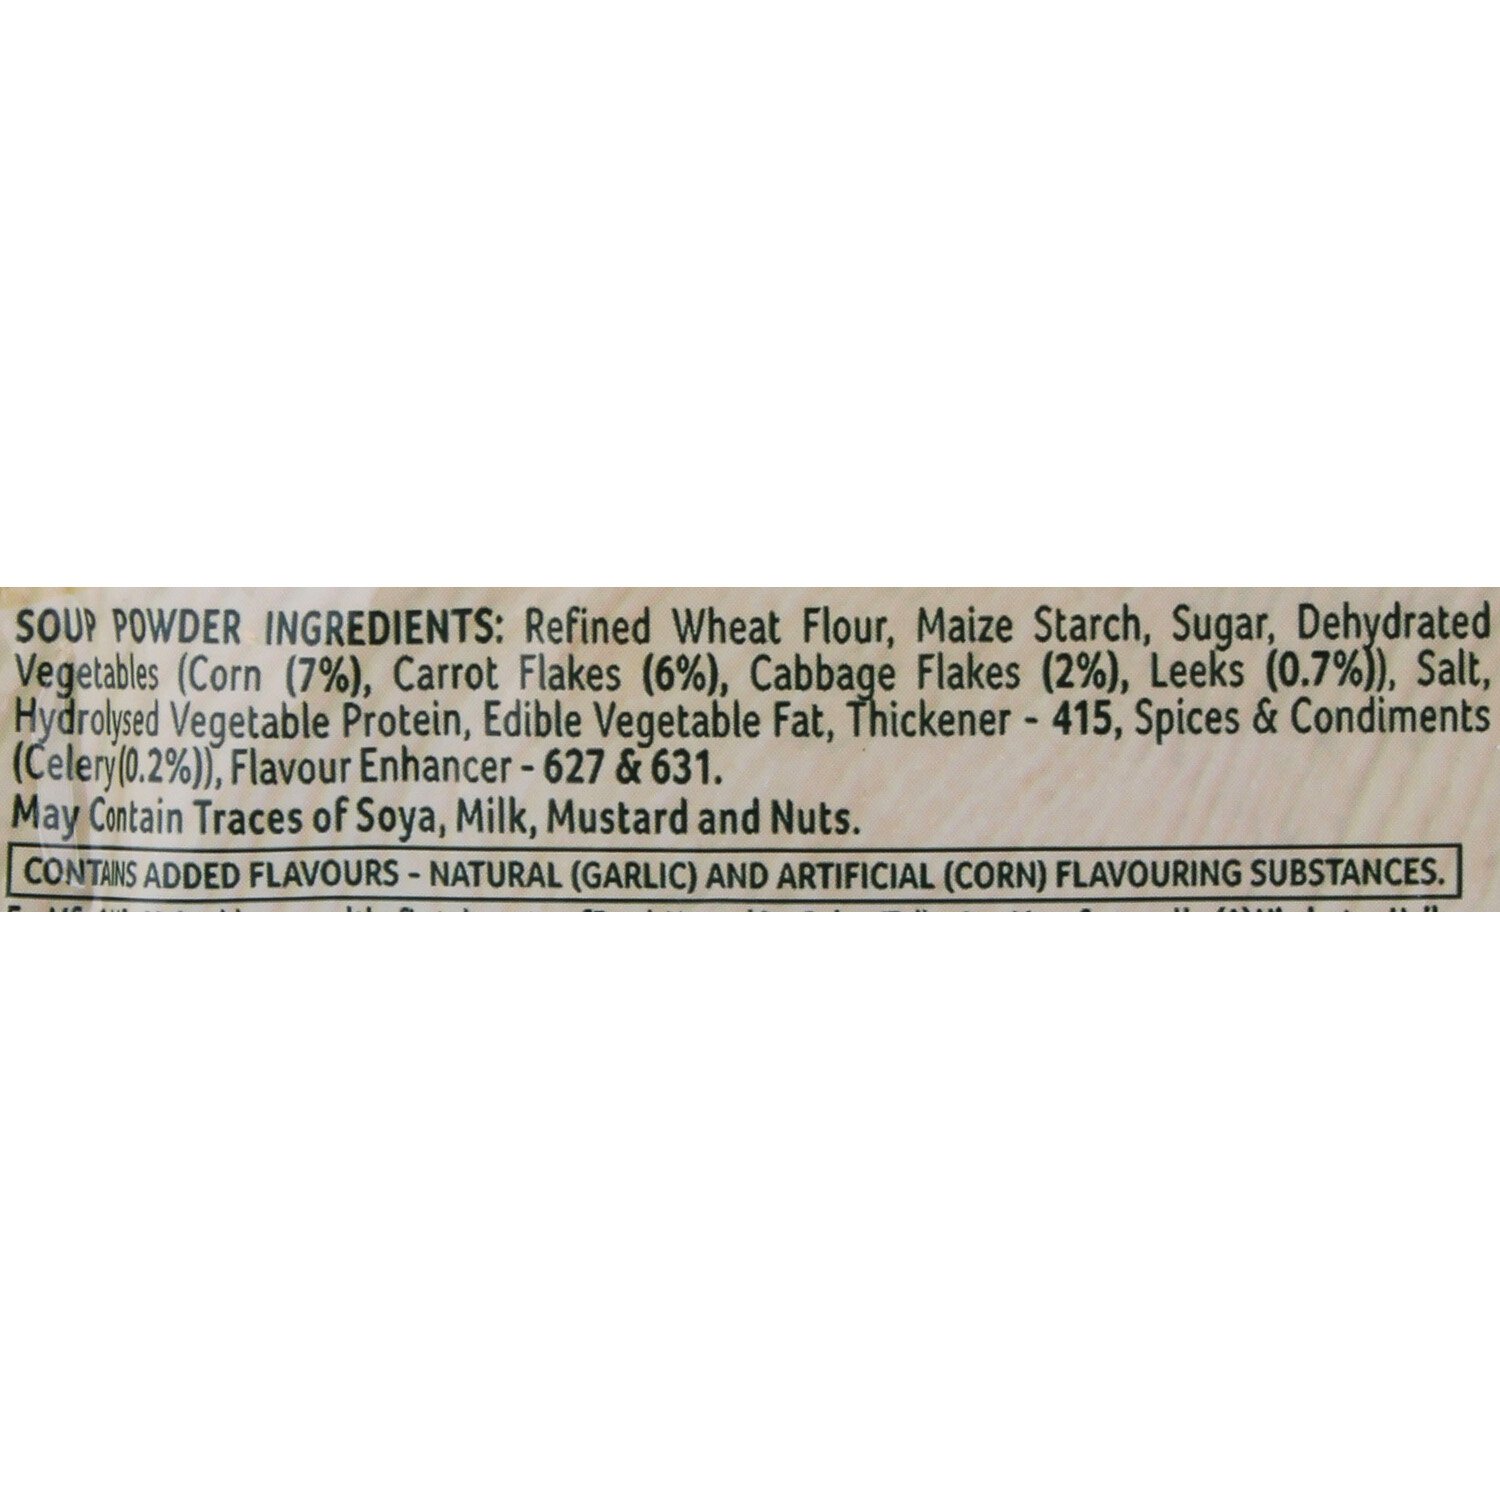 SOUP POWDER INGREDIENTS: Refined Wheat Flour, Maize Starch, Sugar, Dehydrated
Vegetables (Corn (7%), Carrot Flakes (6%), Cabbage Flakes (2%), Leeks (0.7%)), Salt,
Hydrolysed Vegetable Protein, Edible Vegetable Fat, Thickener - 415, Spices & Condiments
(Celery(0.2%)), Flavour Enhancer - 627 & 631.
May Contain Traces of Soya, Milk, Mustard and Nuts.
CONTAINS ADDED FLAVOURS - NATURAL (GARLIC) AND ARTIFICIAL (CORN) FLAVOURING SUBSTANCES.